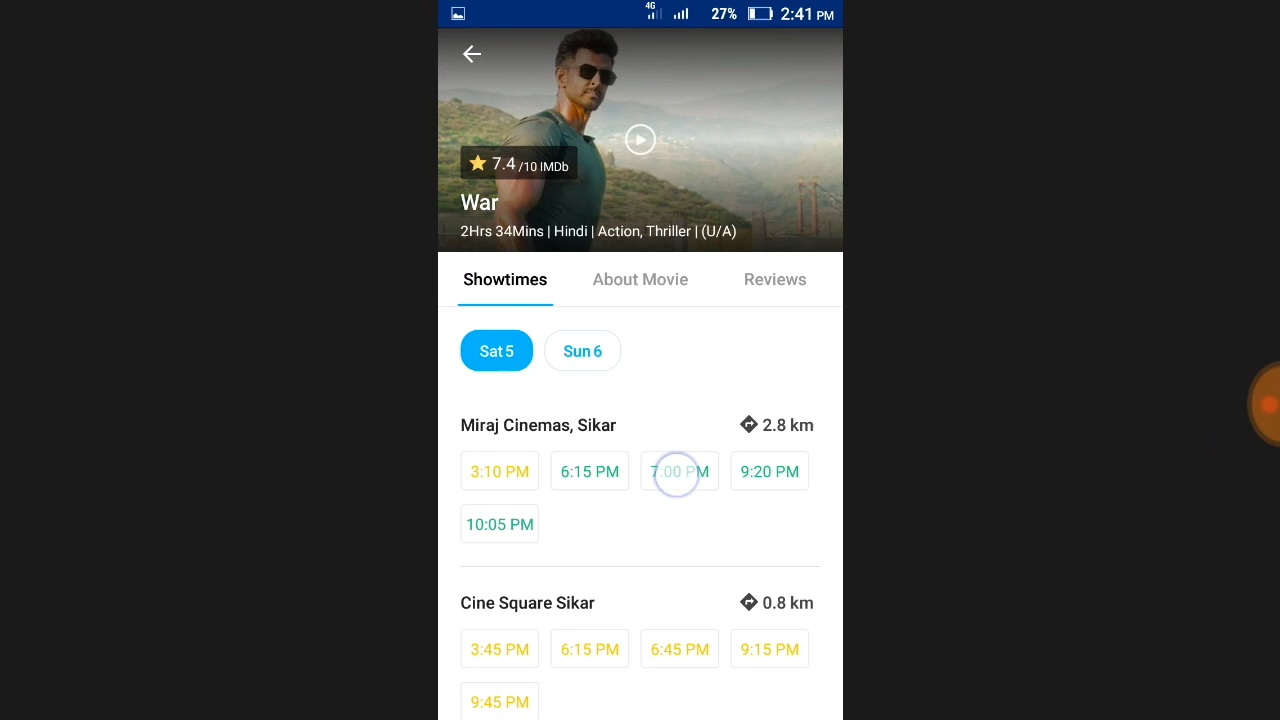 4G 27% 2:41 PM
7.4 /10 IMDb
War
2Hrs 34Mins | Hindi | Action, Thriller | (U/A)
Showtimes About Movie Reviews
Sat 5 Sun 6
Miraj Cinemas, Sikar 2.8 km
3:10 PM 6:15 PM 7:00 PM 9:20 PM
10:05 PM
Cine Square Sikar 0.8 km
3:45 PM 6:15 PM 6:45 PM 9:15 PM
9:45 PM